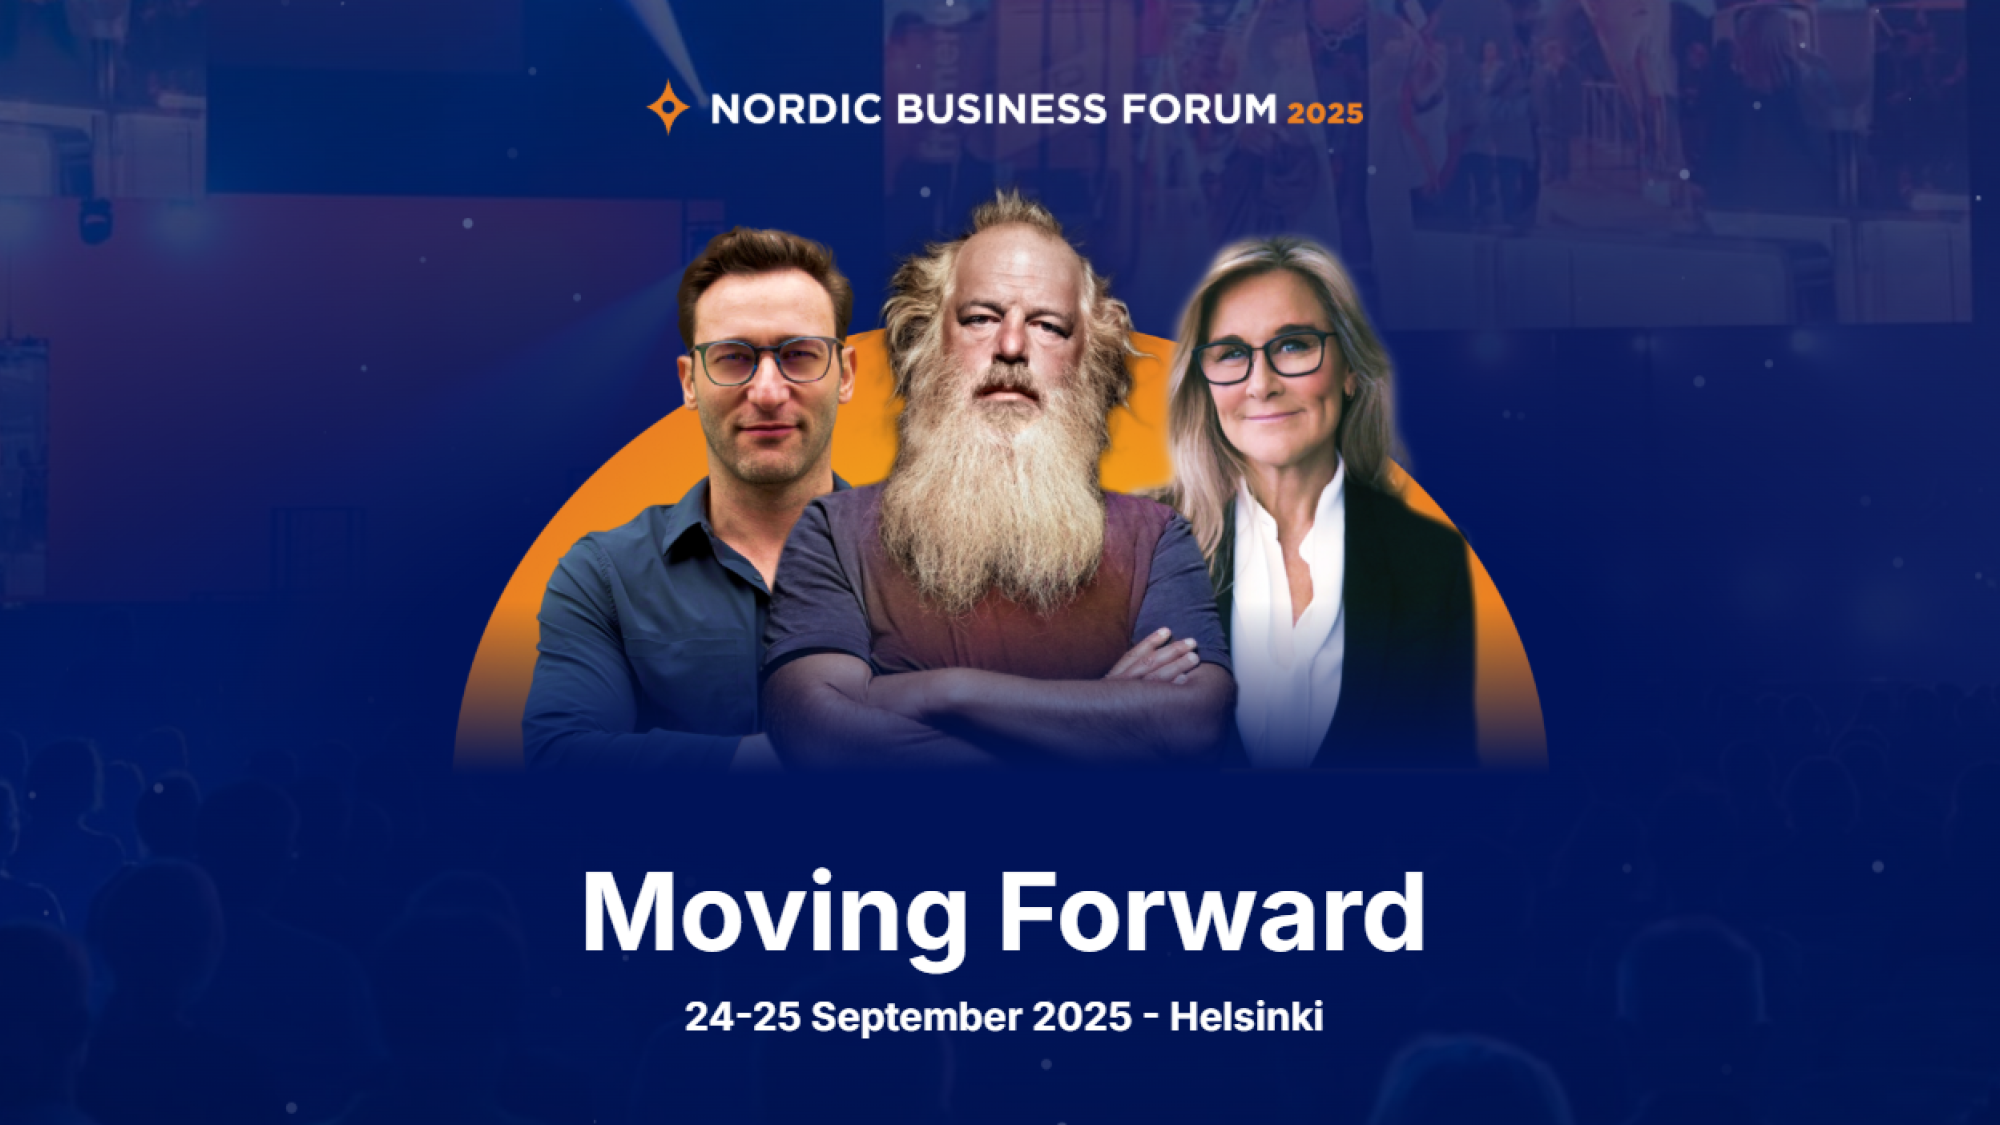 NORDIC BUSINESS FORUM 2025
Moving Forward
24-25 September 2025 - Helsinki